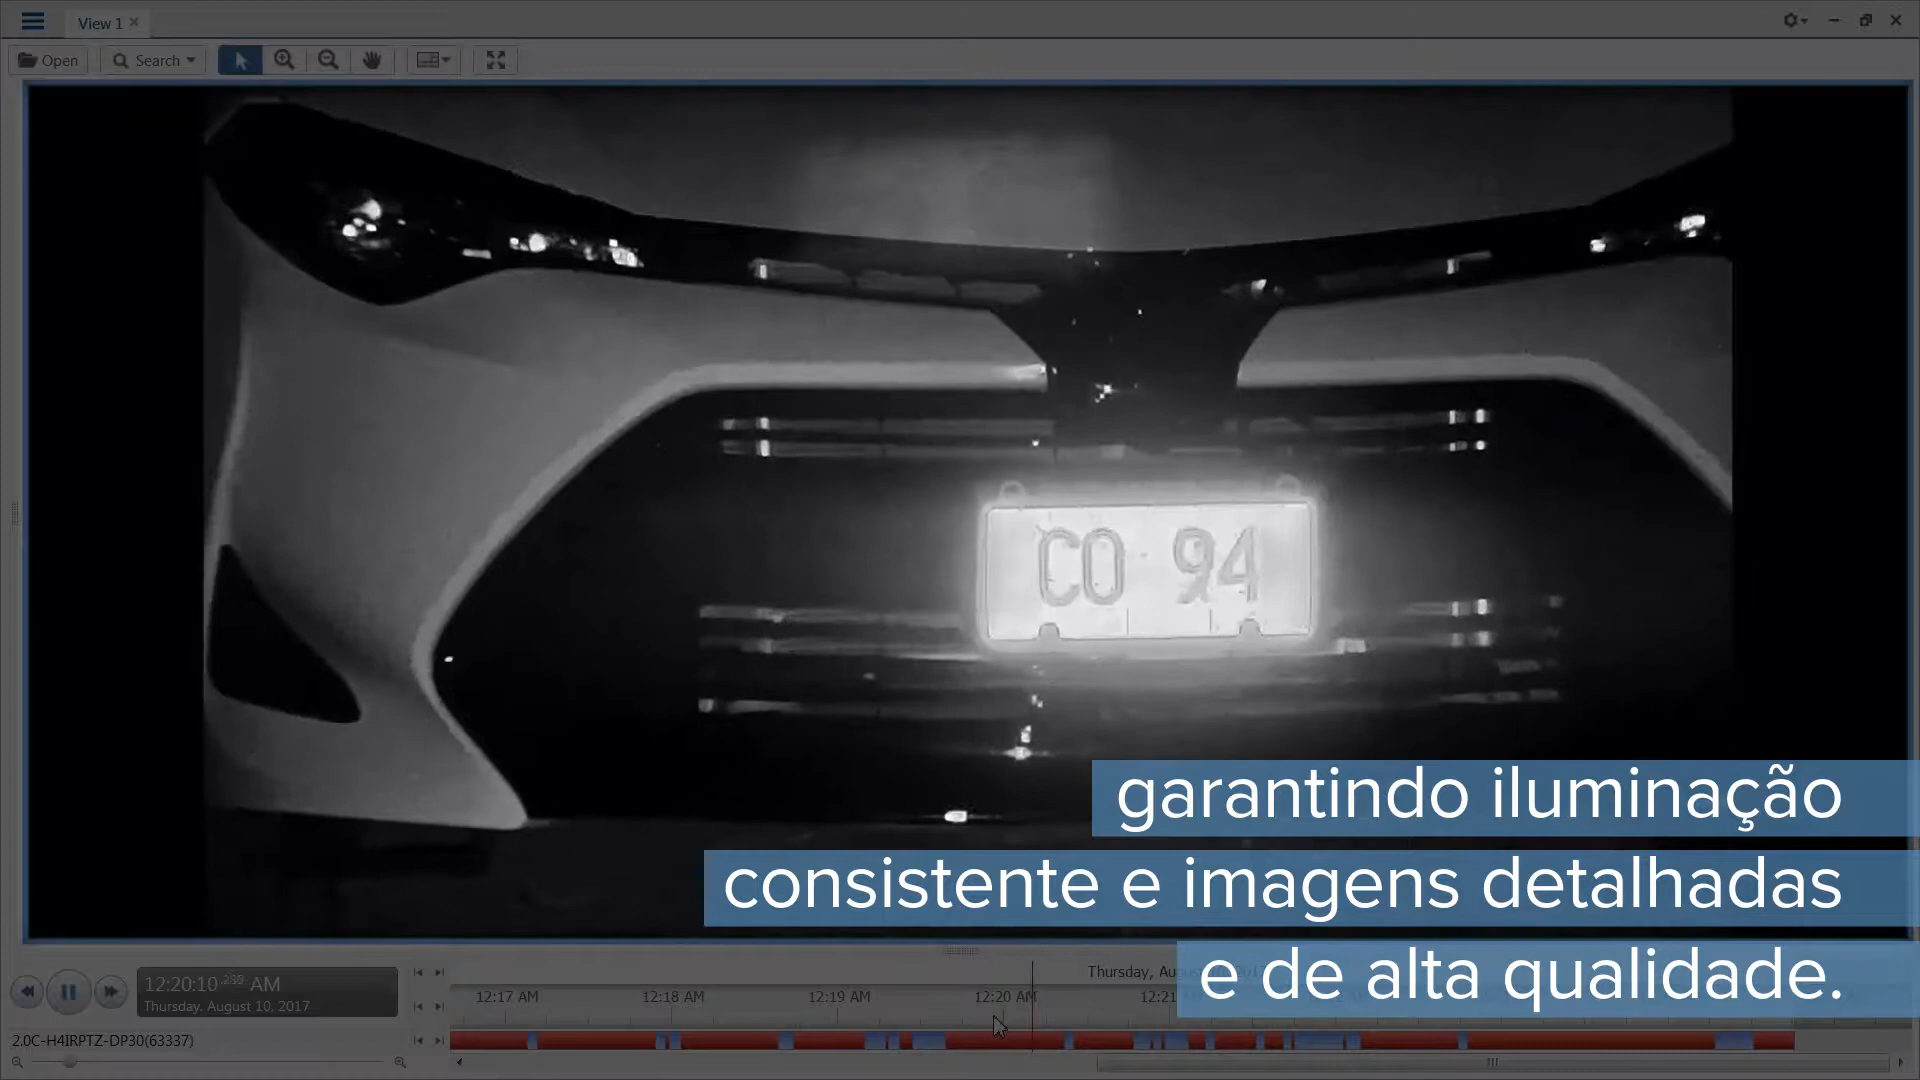 View 1
Open
Search
CO 94
garantindo iluminação
consistente e imagens detalhadas
e de alta qualidade.
12:20:10 AM
Thursday, August 10, 2017
Thursday,
12:17 AM
12:18 AM
12:19 AM
12:20 AM
2.0C-H4IRPTZ-DP30(63337)